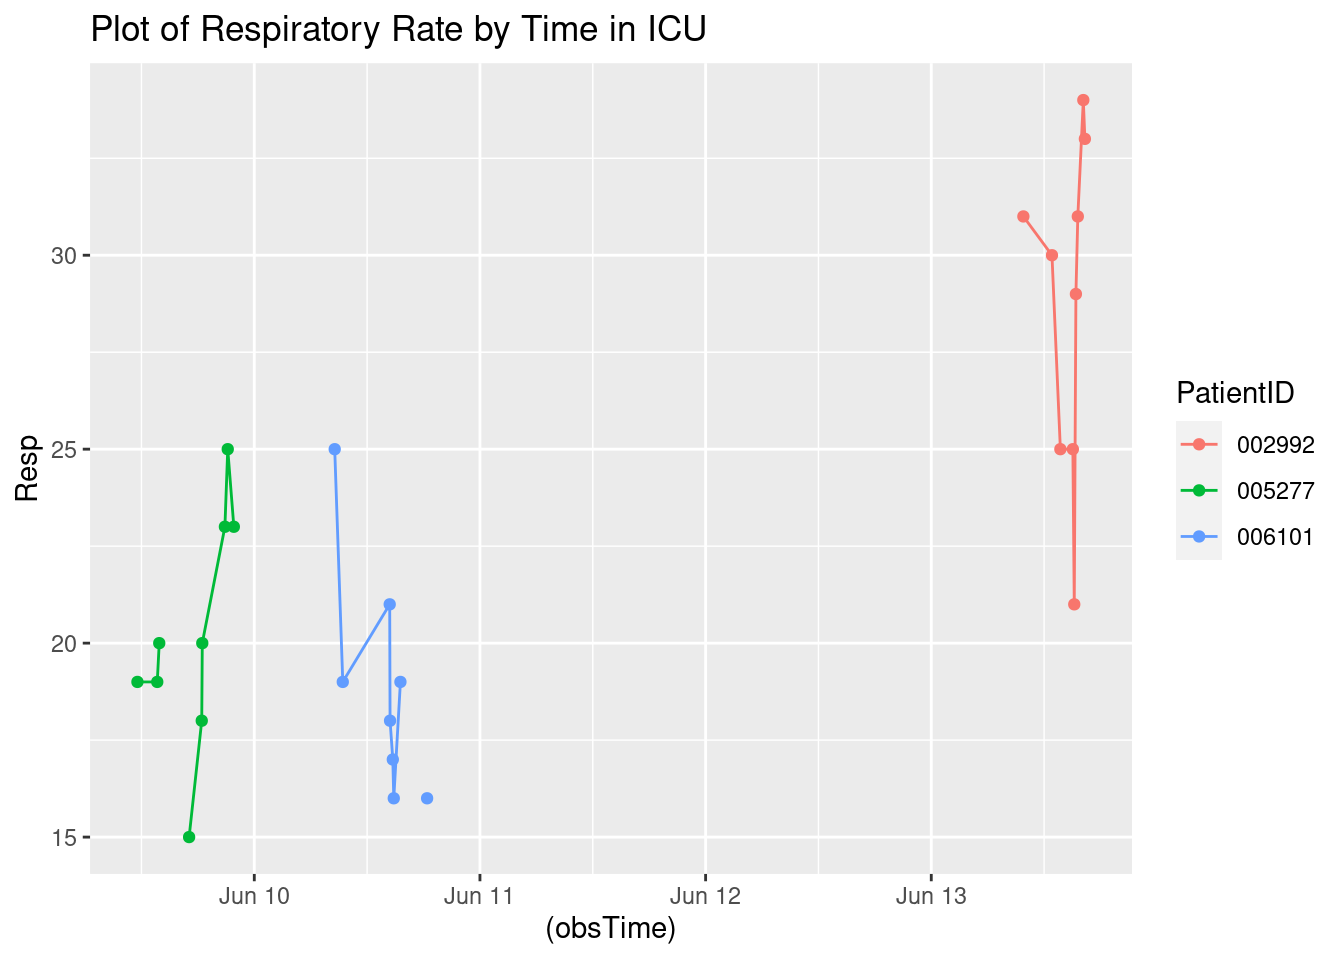 Plot of Respiratory Rate by Time in ICU
Resp
30
25
20
15
Jun 10
Jun 11
Jun 12
Jun 13
(obsTime)
PatientID
002992
005277
006101